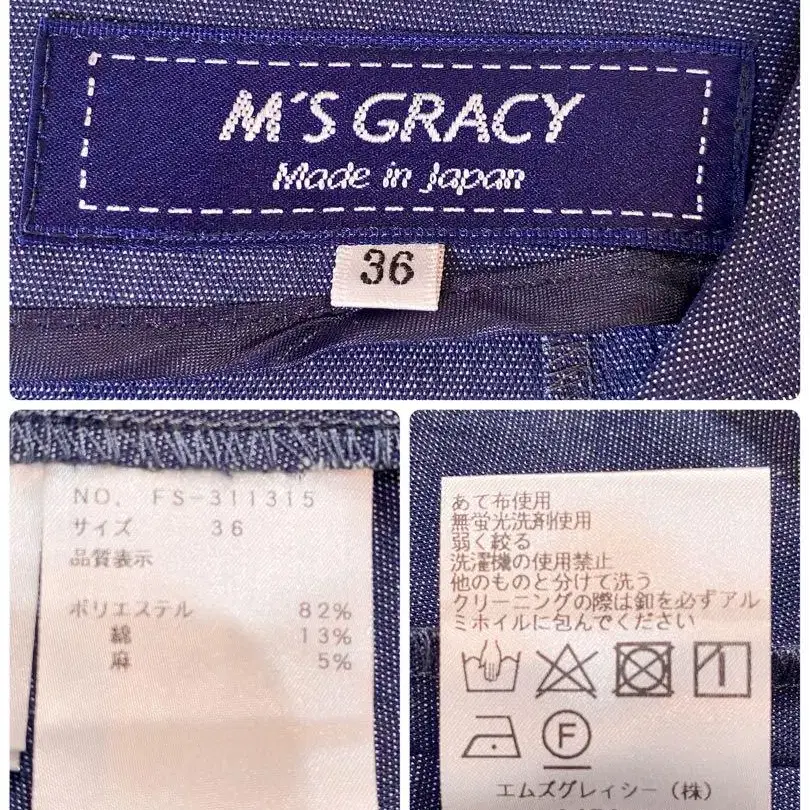 M'S GRACY
Made in Japan
36
NO. FS-311315
サイズ 36
品質表示
ポリエステル 82%
綿 13%
麻 5%
あて布使用
無蛍光洗剤使用
弱く絞る
洗濯機の使用禁止
他のものと分けて洗う
クリーニングの際は釦を必ずアル
ミホイルに包んでください
F
エムズグレィシー(株)